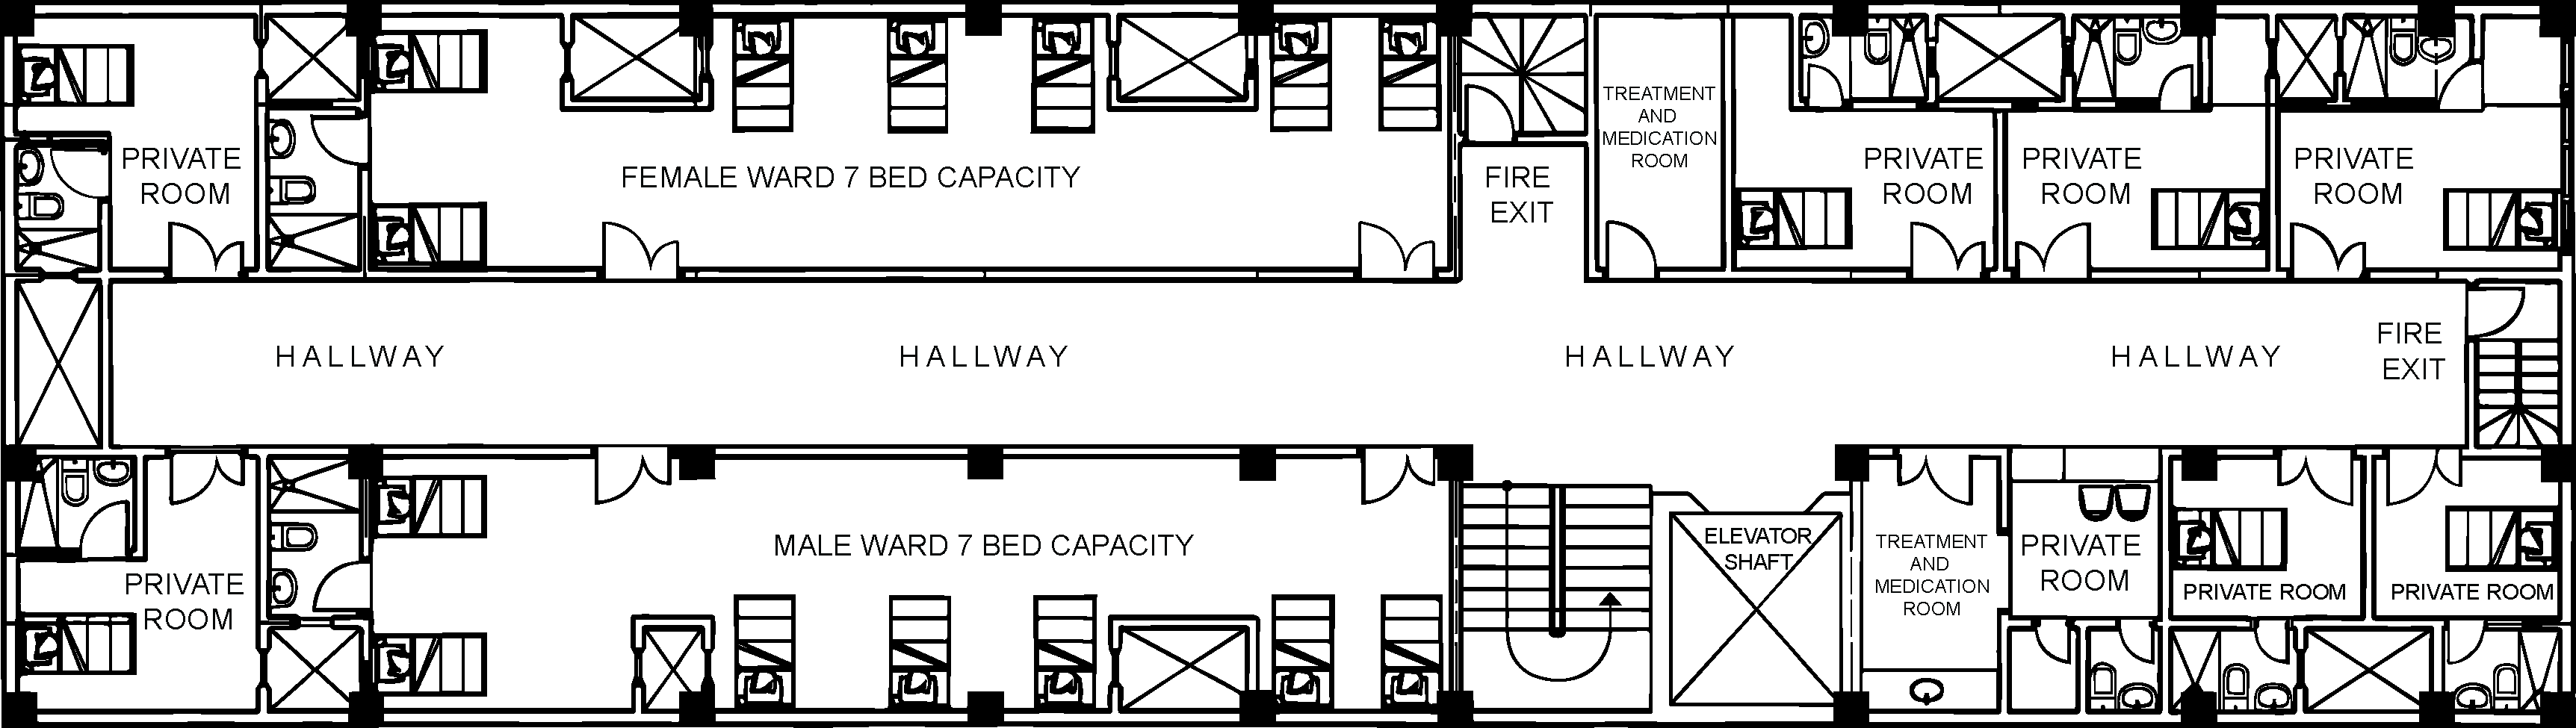 TREATMENT
AND
MEDICATION
ROOM
PRIVATE
ROOM
FEMALE WARD 7 BED CAPACITY
FIRE
EXIT
PRIVATE
ROOM
PRIVATE
ROOM
PRIVATE
ROOM
HALLWAY
HALLWAY
HALLWAY
HALLWAY
FIRE
EXIT
PRIVATE
ROOM
MALE WARD 7 BED CAPACITY
ELEVATOR
SHAFT
TREATMENT
AND
MEDICATION
ROOM
PRIVATE
ROOM
PRIVATE ROOM
PRIVATE ROOM